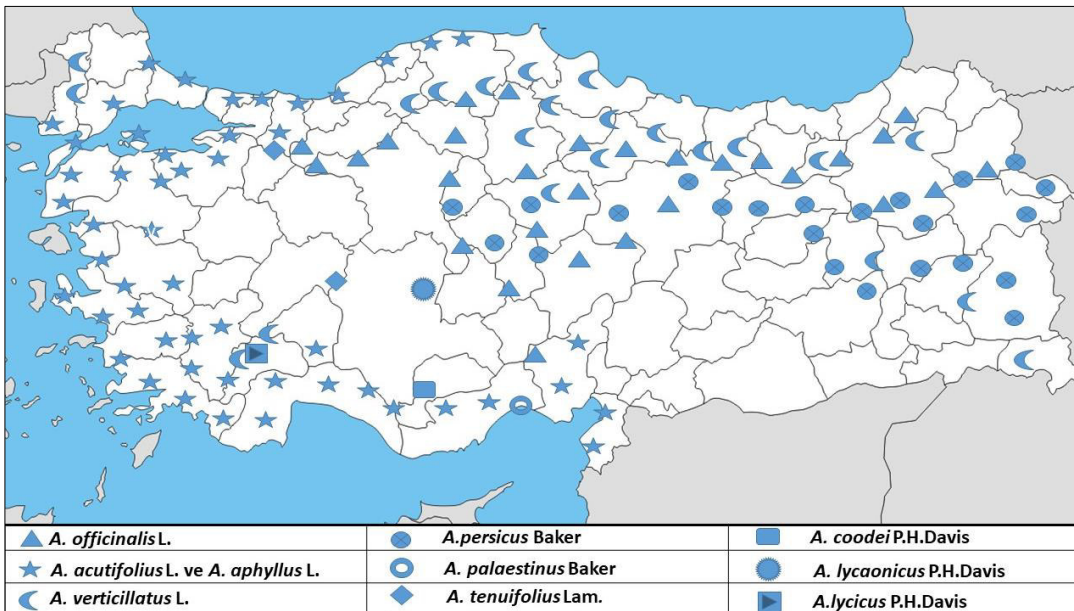 A. officinalis L. A.persicus Baker A. coodei P.H.Davis
A. acutifolius L. ve A. aphyllus L. A. palaestinus Baker A. lycaonicus P.H.Davis
A. verticillatus L. A. tenuifolius Lam. A.lycicus P.H.Davis